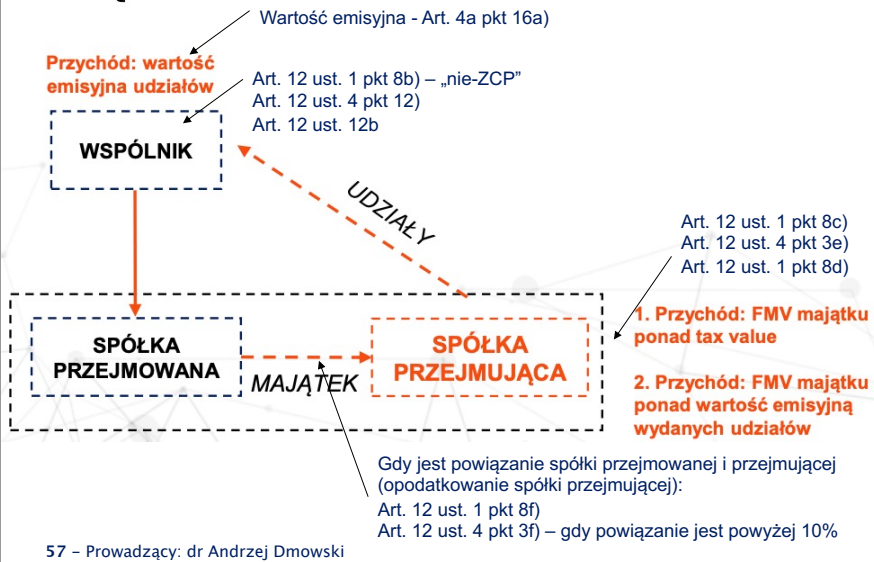 Wartość emisyjna - Art. 4a pkt 16a)
Przychód: wartość
emisyjna udziałów
Art. 12 ust. 1 pkt 8b) – „nie-ZCP”
Art. 12 ust. 4 pkt 12)
Art. 12 ust. 12b
WSPÓLNIK
UDZIAŁY
Art. 12 ust. 1 pkt 8c)
Art. 12 ust. 4 pkt 3e)
Art. 12 ust. 1 pkt 8d)
SPÓŁKA
PRZEJMOWANA
MAJĄTEK
SPÓŁKA
PRZEJMUJĄCA
1. Przychód: FMV majątku
ponad tax value
2. Przychód: FMV majątku
ponad wartość emisyjną
wydanych udziałów
Gdy jest powiązanie spółki przejmowanej i przejmującej
(opodatkowanie spółki przejmującej):
Art. 12 ust. 1 pkt 8f)
Art. 12 ust. 4 pkt 3f) – gdy powiązanie jest powyżej 10%
57 – Prowadzący: dr Andrzej Dmowski